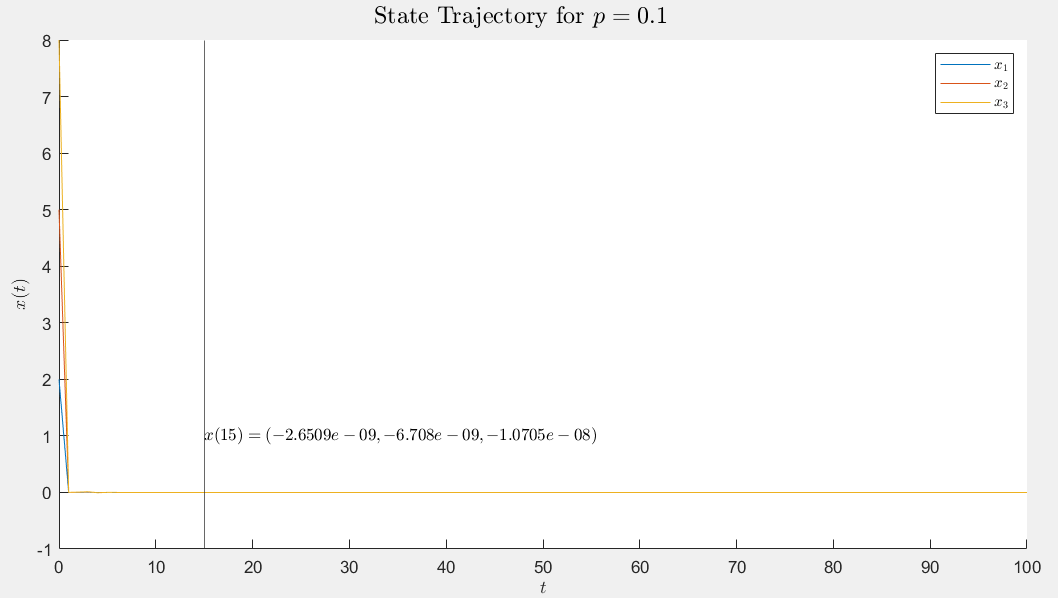 State Trajectory for p = 0.1
8
7
6
5
4
3
2
1
0
-1
x(t)
x₁
x₂
x₃
x(15) = (−2.6509e − 09, −6.708e − 09, −1.0705e − 08)
0 10 20 30 40 50 60 70 80 90 100
t